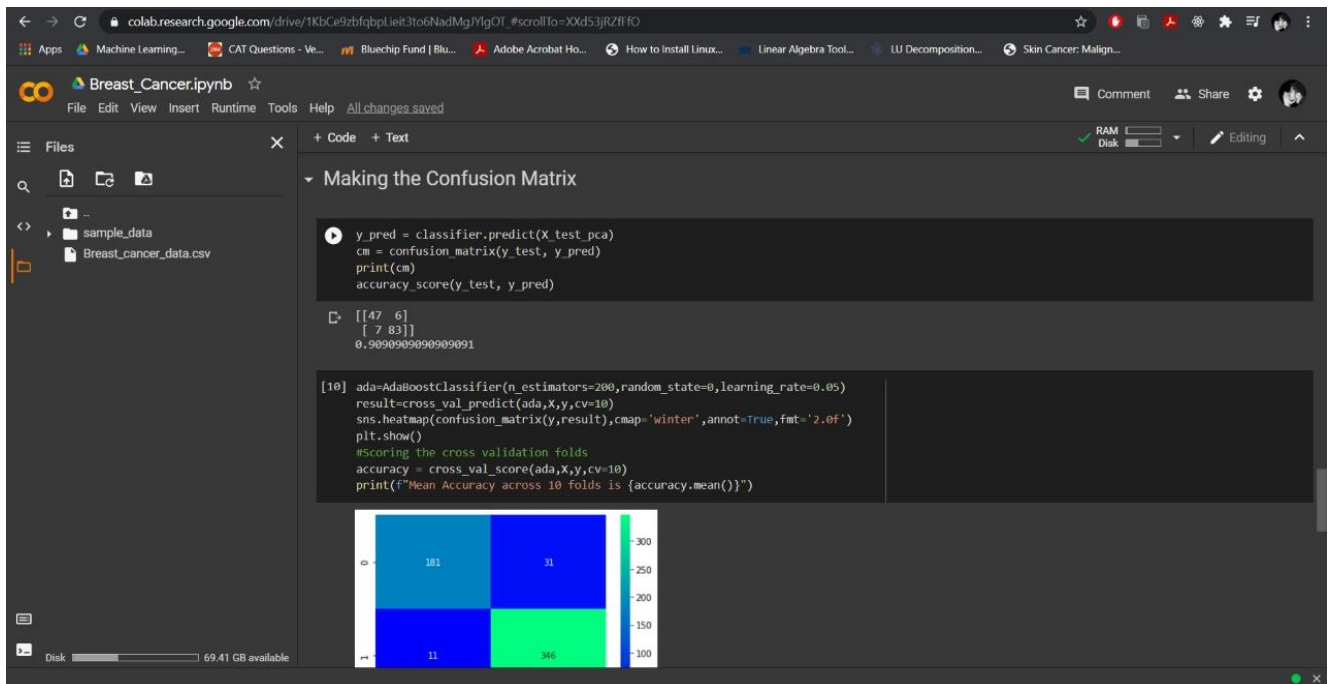 colab.research.google.com/drive/1KbCe9zbfqbpLieit3to6NadMgJYlgOT_#scrollTo=XXd53jRZfFfO
Apps Machine Learning... CAT Questions - Ve... Bluechip Fund | Blu... Adobe Acrobat Ho... How to Install Linux... Linear Algebra Tool... LU Decomposition... Skin Cancer: Malign...
Breast_Cancer.ipynb
Comment Share
File Edit View Insert Runtime Tools Help All changes saved
Files
+ Code + Text
RAM
Disk
Editing
..
sample_data
Breast_cancer_data.csv
Making the Confusion Matrix
y_pred = classifier.predict(X_test_pca)
cm = confusion_matrix(y_test, y_pred)
print(cm)
accuracy_score(y_test, y_pred)
[[47 6]
[ 7 83]]
0.9090909090909091
[10] ada=AdaBoostClassifier(n_estimators=200,random_state=0,learning_rate=0.05)
result=cross_val_predict(ada,X,y,cv=10)
sns.heatmap(confusion_matrix(y,result),cmap='winter',annot=True,fmt='2.0f')
plt.show()
#Scoring the cross validation folds
accuracy = cross_val_score(ada,X,y,cv=10)
print(f"Mean Accuracy across 10 folds is {accuracy.mean()}")
0 181 31
1 11 346
300
250
200
150
100
Disk 69.41 GB available